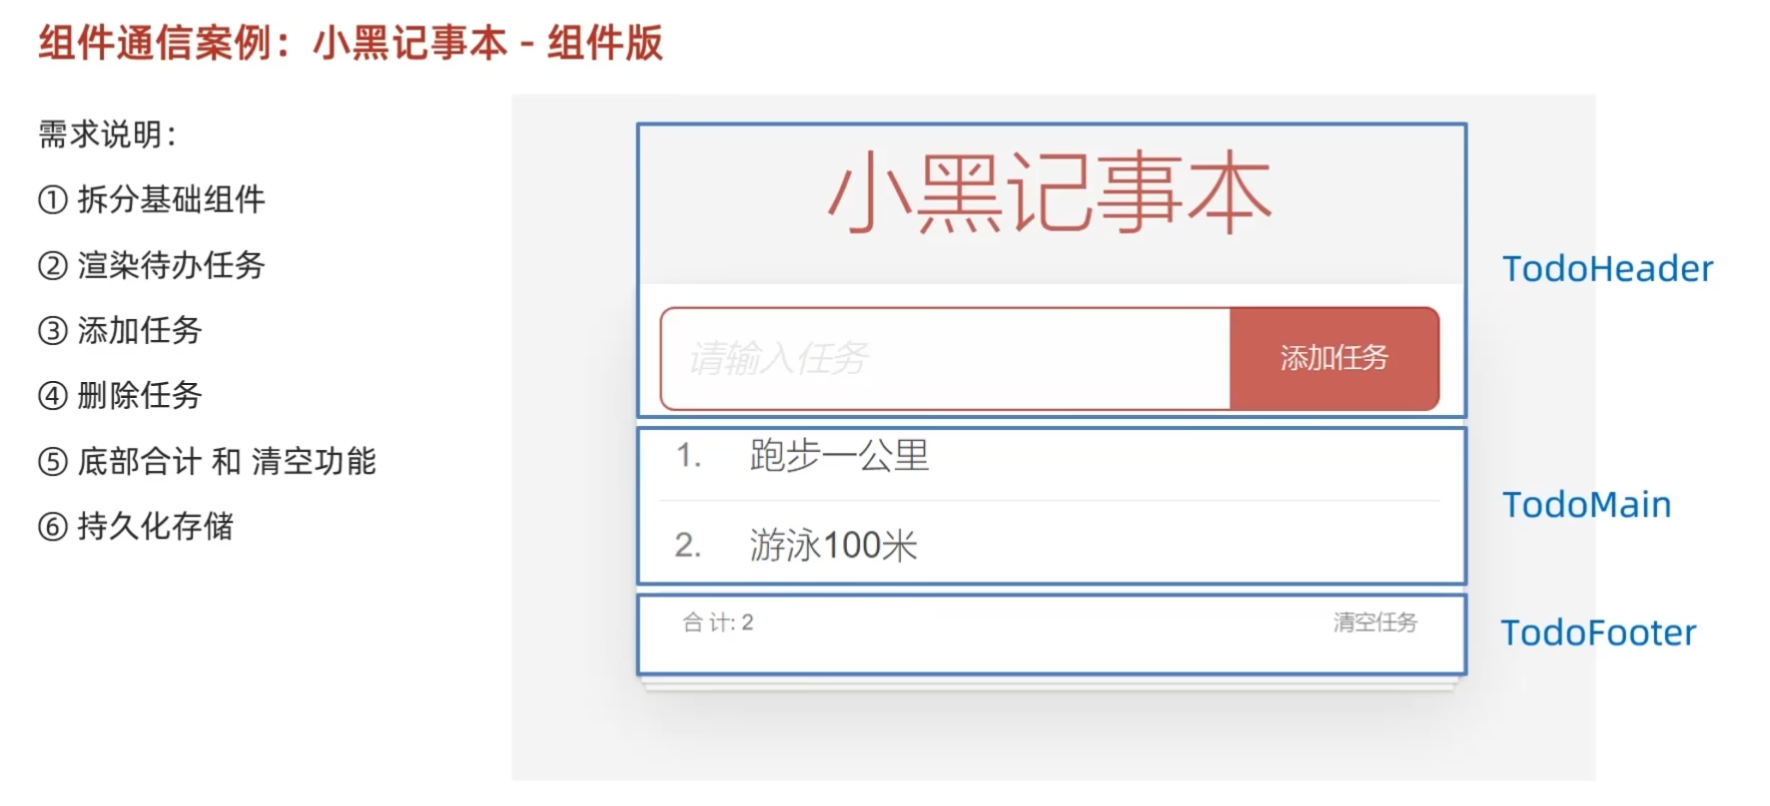 组件通信案例：小黑记事本 - 组件版
需求说明：
① 拆分基础组件
② 渲染待办任务
③ 添加任务
④ 删除任务
⑤ 底部合计 和 清空功能
⑥ 持久化存储
小黑记事本
TodoHeader
请输入任务
添加任务
1. 跑步一公里
TodoMain
2. 游泳100米
合 计: 2
清空任务
TodoFooter